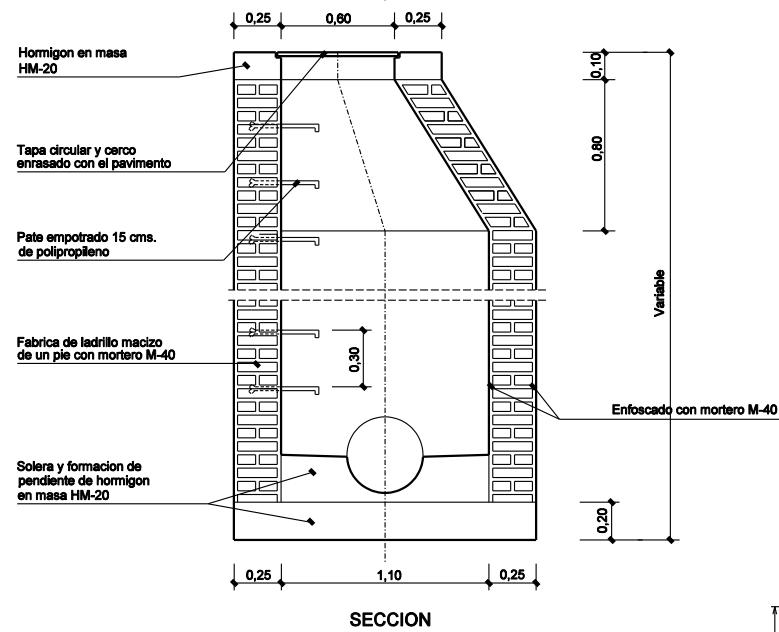 0,25
0,60
0,25
Hormigon en masa
HM-20
0,10
Tapa circular y cerco
enrasado con el pavimento
0,80
Pate empotrado 15 cms.
de polipropileno
Variable
Fabrica de ladrillo macizo
de un pie con mortero M-40
0,30
Enfoscado con mortero M-40
Solera y formacion de
pendiente de hormigon
en masa HM-20
0,20
0,25
1,10
0,25
SECCION